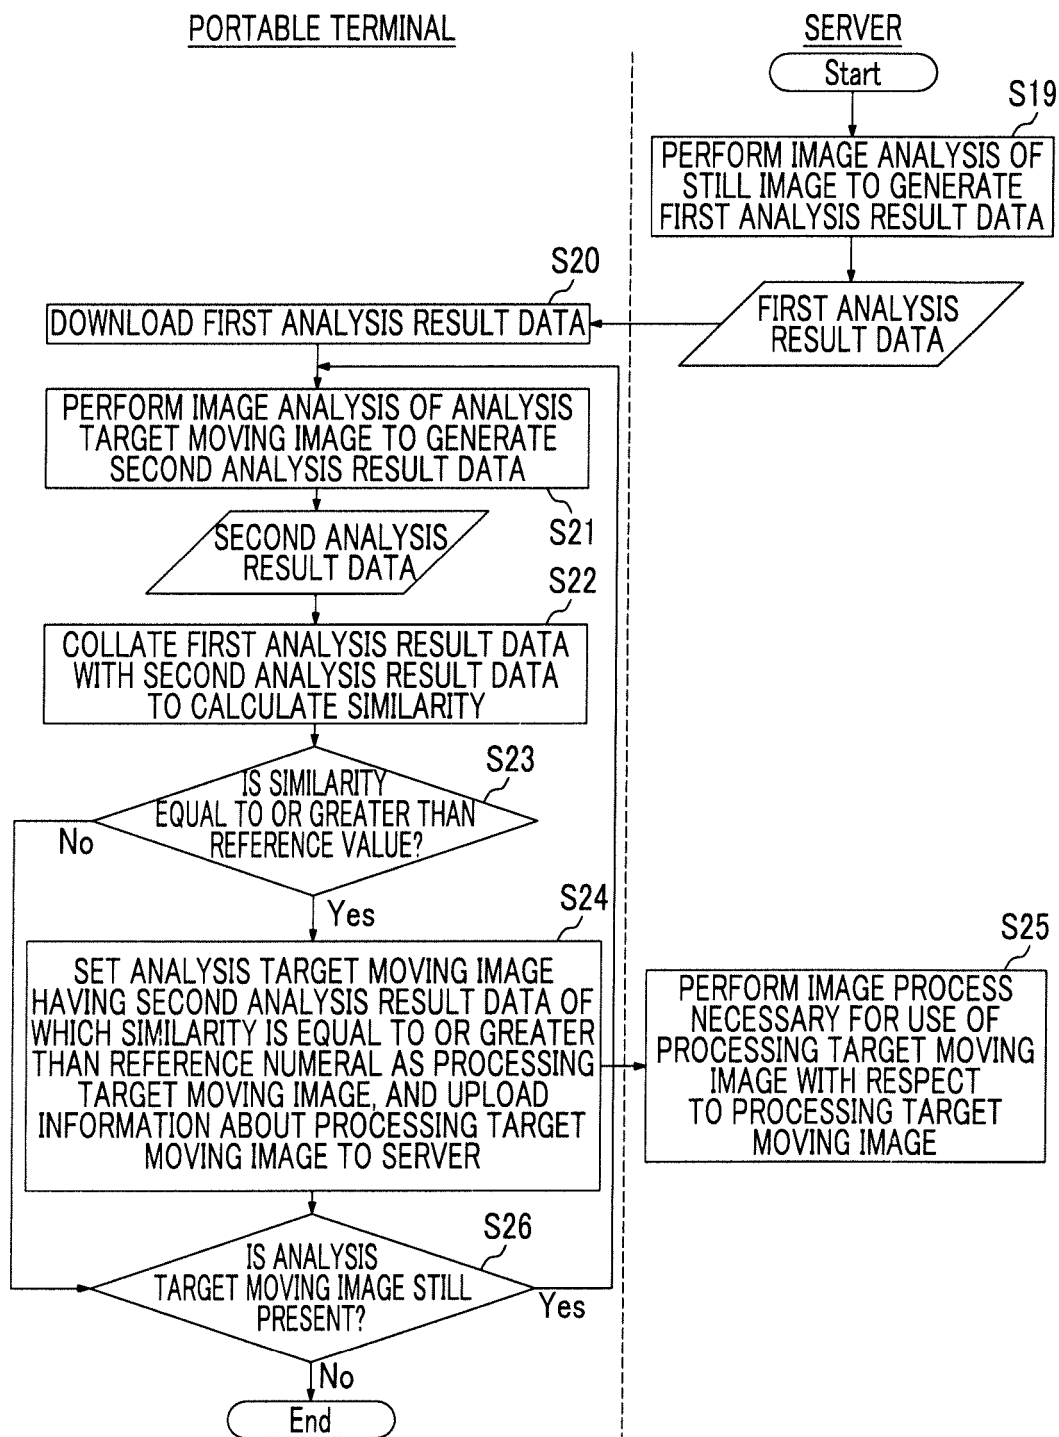 PORTABLE TERMINAL
SERVER
Start
S19
PERFORM IMAGE ANALYSIS OF
STILL IMAGE TO GENERATE
FIRST ANALYSIS RESULT DATA
FIRST ANALYSIS
RESULT DATA
S20
DOWNLOAD FIRST ANALYSIS RESULT DATA
PERFORM IMAGE ANALYSIS OF ANALYSIS
TARGET MOVING IMAGE TO GENERATE
SECOND ANALYSIS RESULT DATA
S21
SECOND ANALYSIS
RESULT DATA
S22
COLLATE FIRST ANALYSIS RESULT DATA
WITH SECOND ANALYSIS RESULT DATA
TO CALCULATE SIMILARITY
S23
IS SIMILARITY
EQUAL TO OR GREATER THAN
REFERENCE VALUE?
No
Yes
S24
SET ANALYSIS TARGET MOVING IMAGE
HAVING SECOND ANALYSIS RESULT DATA OF
WHICH SIMILARITY IS EQUAL TO OR GREATER
THAN REFERENCE NUMERAL AS PROCESSING
TARGET MOVING IMAGE, AND UPLOAD
INFORMATION ABOUT PROCESSING TARGET
MOVING IMAGE TO SERVER
S25
PERFORM IMAGE PROCESS
NECESSARY FOR USE OF
PROCESSING TARGET MOVING
IMAGE WITH RESPECT
TO PROCESSING TARGET
MOVING IMAGE
S26
IS ANALYSIS
TARGET MOVING IMAGE STILL
PRESENT?
Yes
No
End